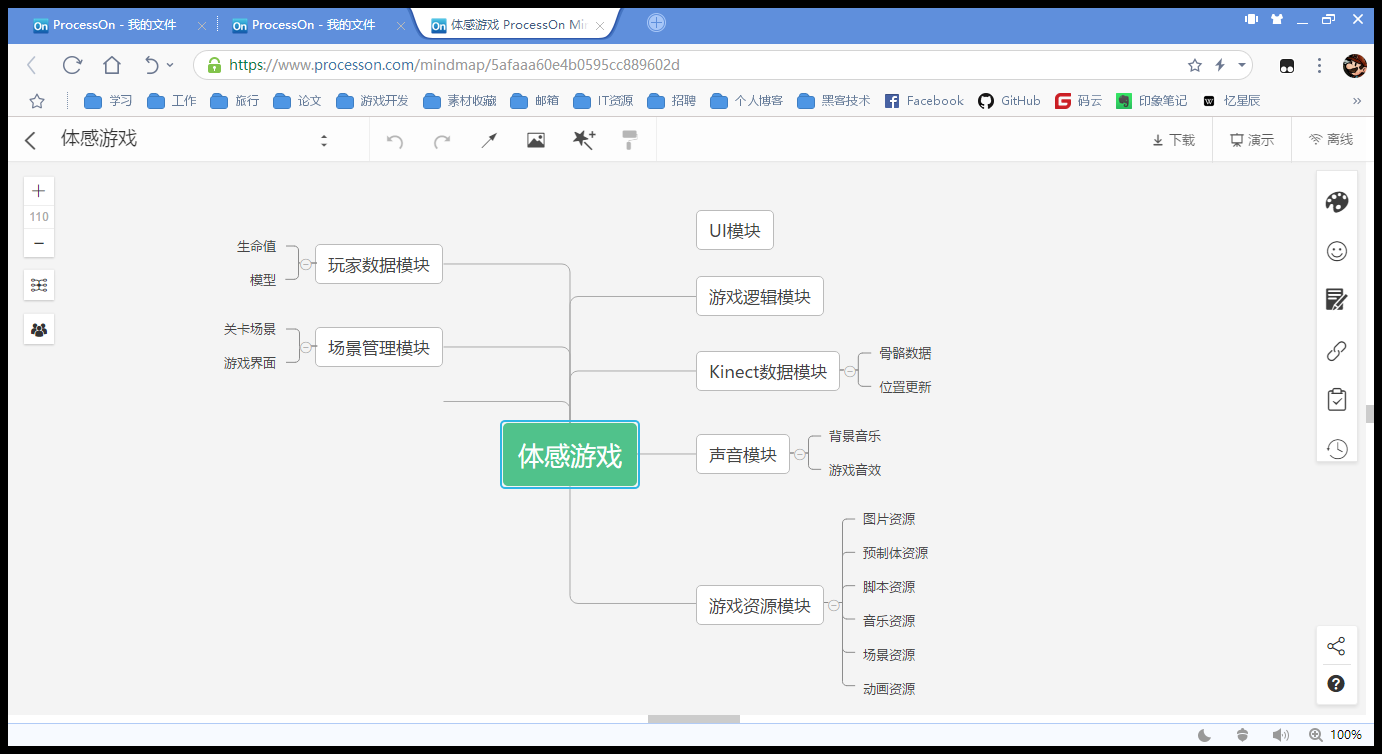 ProcessOn - 我的文件
ProcessOn - 我的文件
体感游戏 ProcessOn Min
https://www.processon.com/mindmap/5afaaa60e4b0595cc889602d
学习 工作 旅行 论文 游戏开发 素材收藏 邮箱 IT资源 招聘 个人博客 黑客技术 Facebook GitHub 码云 印象笔记 亿星辰
体感游戏
下载 演示 离线
110
生命值
模型
玩家数据模块
关卡场景
游戏界面
场景管理模块
体感游戏
UI模块
游戏逻辑模块
Kinect数据模块
骨骼数据
位置更新
声音模块
背景音乐
游戏音效
游戏资源模块
图片资源
预制体资源
脚本资源
音乐资源
场景资源
动画资源
100%